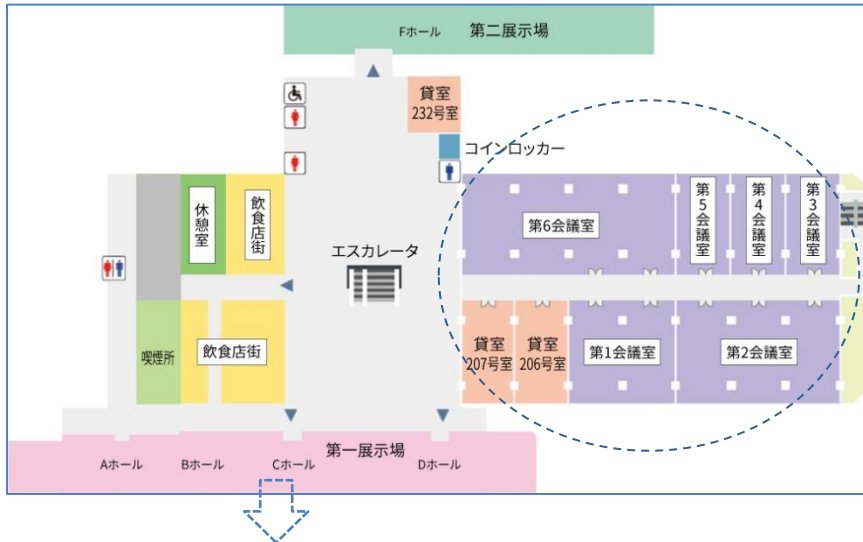 Fホール 第二展示場
貸室
232号室
コインロッカー
休憩室
飲食店街
エスカレータ
第6会議室
第5会議室
第4会議室
第3会議室
喫煙所
飲食店街
貸室
207号室
貸室
206号室
第1会議室
第2会議室
第一展示場
Aホール
Bホール
Cホール
Dホール